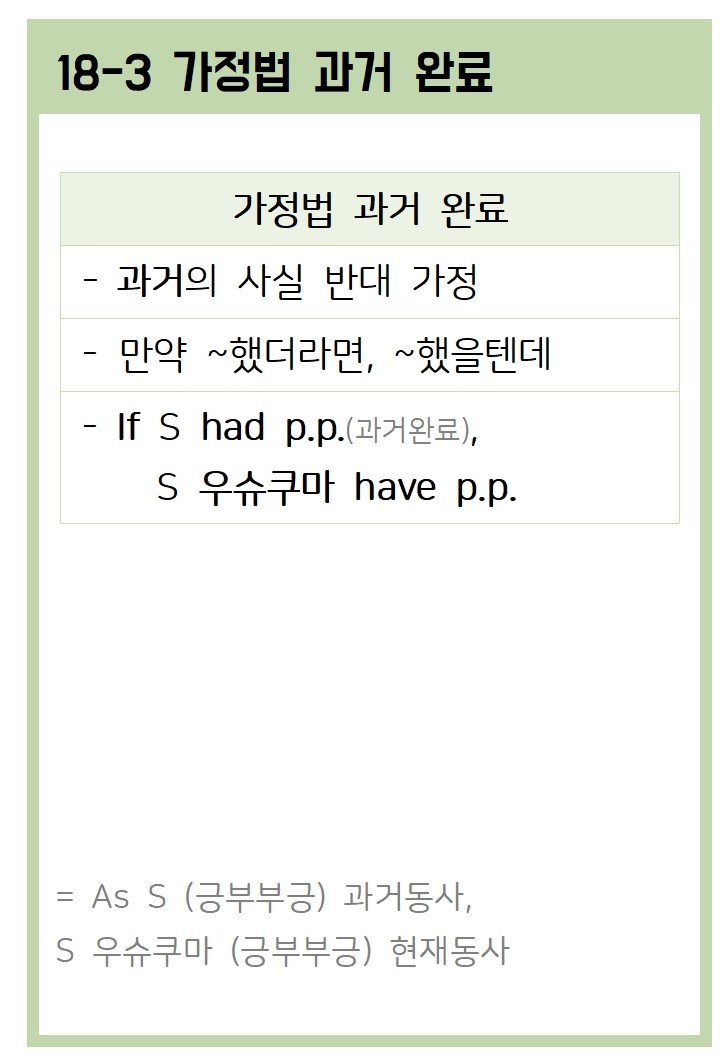 18-3 가정법 과거 완료
가정법 과거 완료
- 과거의 사실 반대 가정
- 만약 ~했더라면, ~했을텐데
- If S had p.p.(과거완료),
S 우슈쿠마 have p.p.
= As S (긍부부긍) 과거동사,
S 우슈쿠마 (긍부부긍) 현재동사